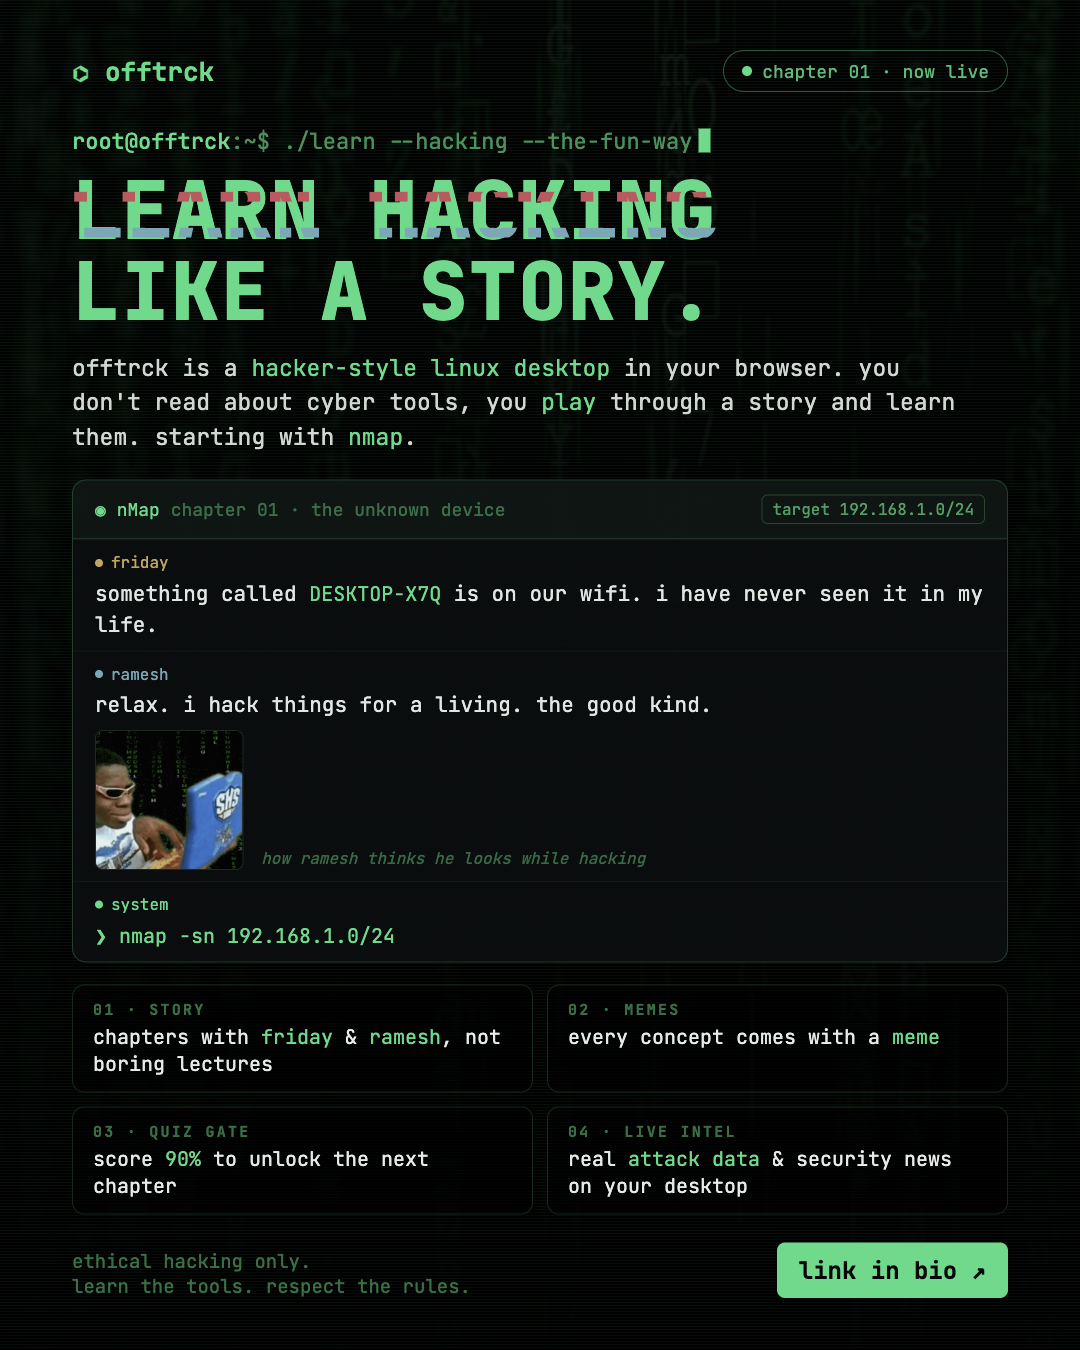 offtrck
chapter 01 · now live
root@offtrck:~$ ./learn --hacking --the-fun-way
LEARN HACKING
LIKE A STORY.
offtrck is a hacker-style linux desktop in your browser. you
don't read about cyber tools, you play through a story and learn
them. starting with nmap.
nMap chapter 01 · the unknown device
target 192.168.1.0/24
friday
something called DESKTOP-X7Q is on our wifi. i have never seen it in my
life.
ramesh
relax. i hack things for a living. the good kind.
SHS
how ramesh thinks he looks while hacking
system
❯ nmap -sn 192.168.1.0/24
01 · STORY
chapters with friday & ramesh, not
boring lectures
02 · MEMES
every concept comes with a meme
03 · QUIZ GATE
score 90% to unlock the next
chapter
04 · LIVE INTEL
real attack data & security news
on your desktop
ethical hacking only.
learn the tools. respect the rules.
link in bio ↗